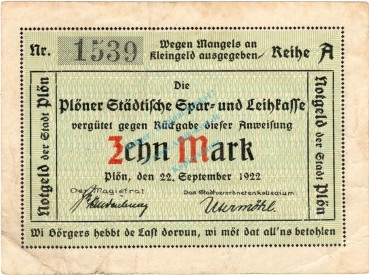 Nr. 1539 Wegen Mangels an Kleingeld ausgegeben Reihe A
Notgeld der Stadt Plön
Die
Plöner Städtische Spar- und Leihkasse
vergütet gegen Rückgabe dieser Anweisung
Zehn Mark
Plön, den 22. September 1922
Der Magistrat
Das Stadtverordnetenkollegium
Notgeld der Stadt Plön
Wi Börgers hebbt de Last dorvun, wi möt dat all'ns betohlen